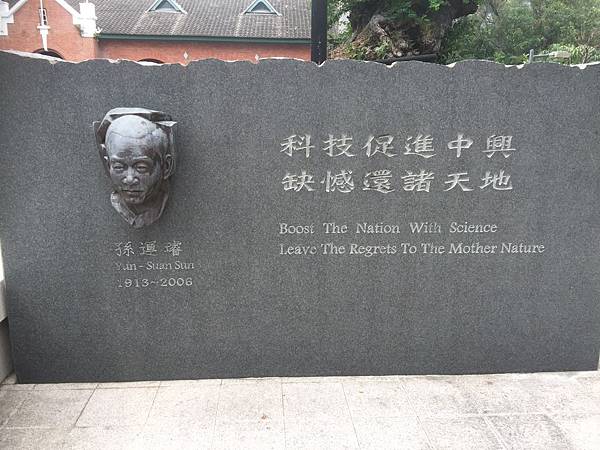 科技促進中興
缺憾還諸天地
Boost The Nation With Science
Leave The Regrets To The Mother Nature
孫運璿
Yun-Suan Sun
1913~2006